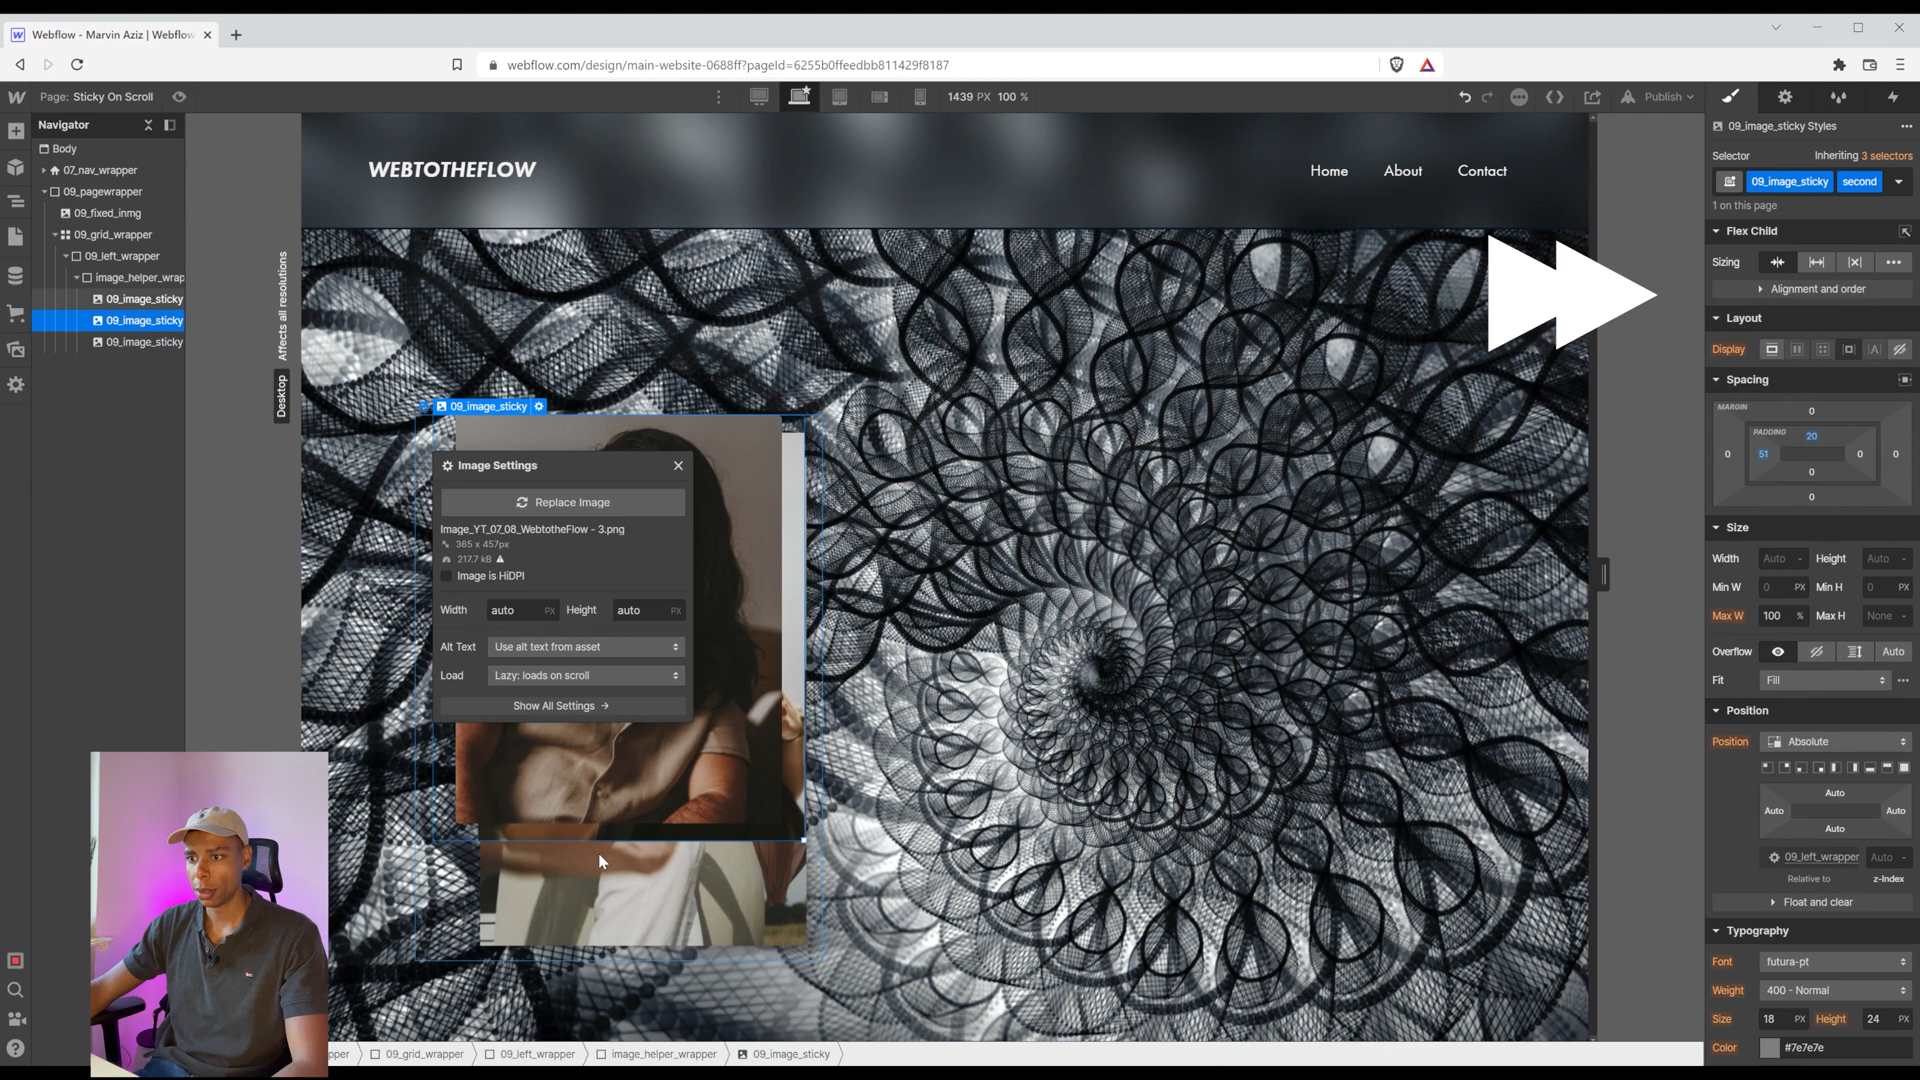 Webflow - Marvin Aziz | Webflow
webflow.com/design/main-website-0688ff?pageId=6255b0ffeedbb811429f8187
Page: Sticky On Scroll
1439 PX 100 %
Publish
Navigator
Body
07_nav_wrapper
09_pagewrapper
09_fixed_inmg
09_grid_wrapper
09_left_wrapper
image_helper_wrap
09_image_sticky
09_image_sticky
09_image_sticky
Affects all resolutions
Desktop
WEBTOTHEFLOW
Home
About
Contact
09_image_sticky
Image Settings
Replace Image
Image_YT_07_08_WebtotheFlow - 3.png
365 x 457px
217.7 kB
Image is HiDPI
Width auto PX Height auto PX
Alt Text Use alt text from asset
Load Lazy: loads on scroll
Show All Settings
pper
09_grid_wrapper
09_left_wrapper
image_helper_wrapper
09_image_sticky
09_image_sticky Styles
Selector Inheriting 3 selectors
09_image_sticky second
1 on this page
Flex Child
Sizing
Alignment and order
Layout
Display
Spacing
MARGIN 0
PADDING 20
0 51 0 0
0
0
Size
Width Auto - Height Auto -
Min W 0 PX Min H 0 PX
Max W 100 % Max H None -
Overflow Auto
Fit Fill
Position
Position Absolute
Auto
Auto Auto
Auto
09_left_wrapper Auto -
Relative to z-Index
Float and clear
Typography
Font futura-pt
Weight 400 - Normal
Size 18 PX Height 24 PX
Color #7e7e7e